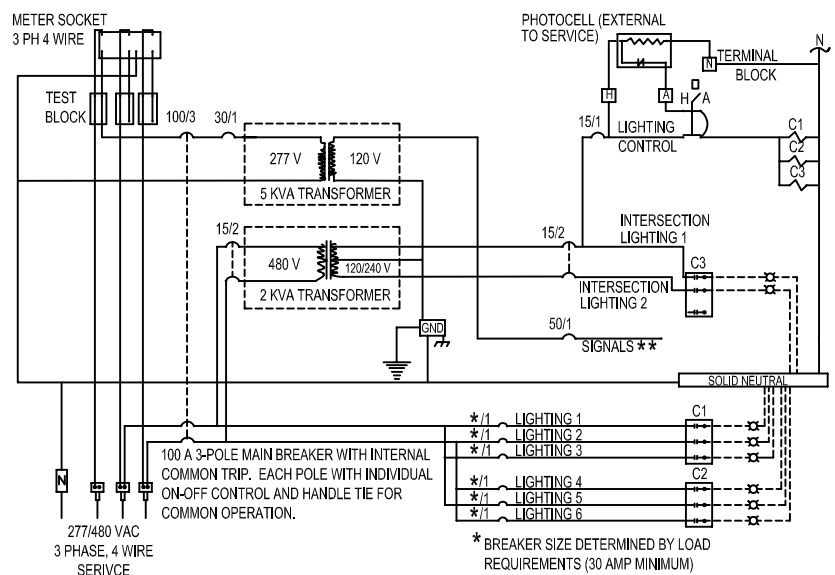 METER SOCKET
3 PH 4 WIRE
TEST
BLOCK
100/3
30/1
277 V
120 V
5 KVA TRANSFORMER
15/2
480 V
120/240 V
2 KVA TRANSFORMER
PHOTOCELL (EXTERNAL
TO SERVICE)
N
N
TERMINAL
BLOCK
H
A
H
A
15/1
LIGHTING
CONTROL
C1
C2
C3
15/2
INTERSECTION
LIGHTING 1
C3
INTERSECTION
LIGHTING 2
GND
50/1
SIGNALS **
SOLID NEUTRAL
C1
*/1 LIGHTING 1
*/1 LIGHTING 2
*/1 LIGHTING 3
C2
*/1 LIGHTING 4
*/1 LIGHTING 5
*/1 LIGHTING 6
100 A 3-POLE MAIN BREAKER WITH INTERNAL
COMMON TRIP. EACH POLE WITH INDIVIDUAL
ON-OFF CONTROL AND HANDLE TIE FOR
COMMON OPERATION.
N
277/480 VAC
3 PHASE, 4 WIRE
SERIVCE
* BREAKER SIZE DETERMINED BY LOAD
REQUIREMENTS (30 AMP MINIMUM)